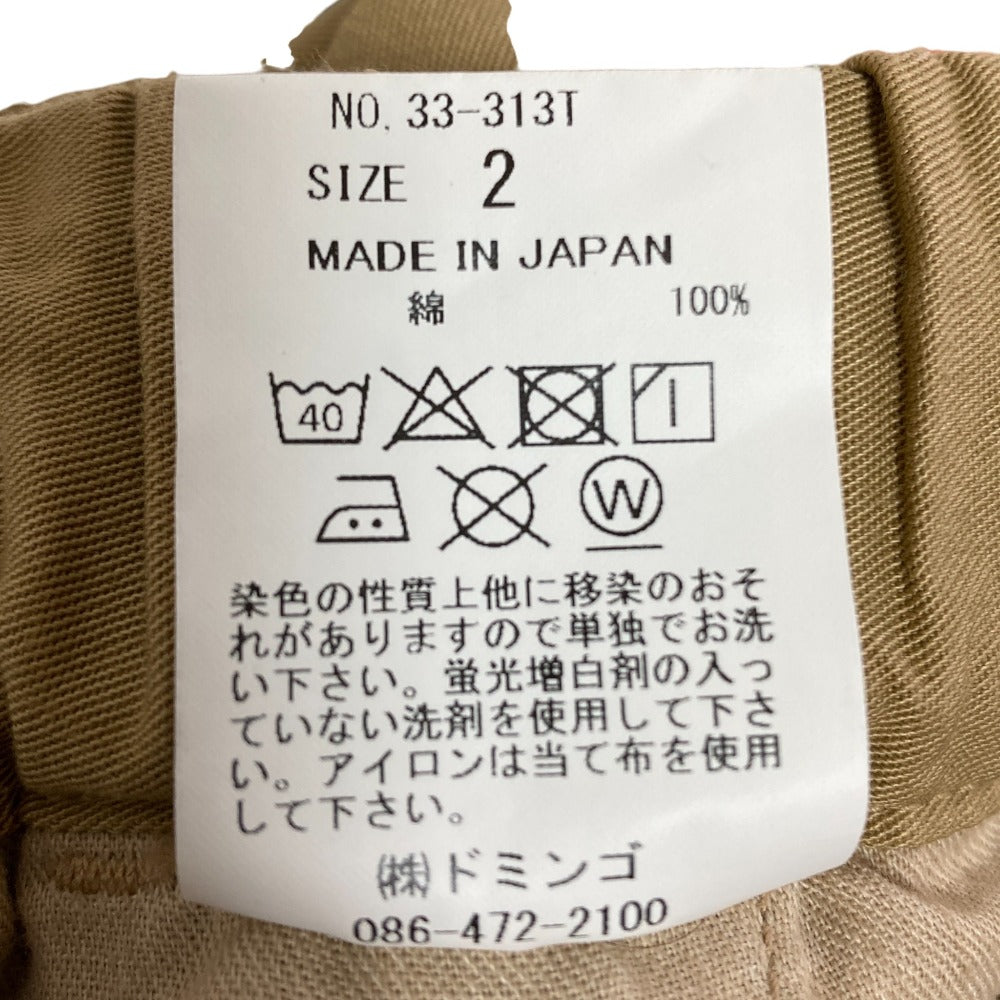 NO. 33-313T
SIZE 2
MADE IN JAPAN
綿 100%
40
W
染色の性質上他に移染のおそ
れがありますので単独でお洗
い下さい。蛍光増白剤の入っ
ていない洗剤を使用して下さ
い。アイロンは当て布を使用
して下さい。
㈱ドミンゴ
086-472-2100